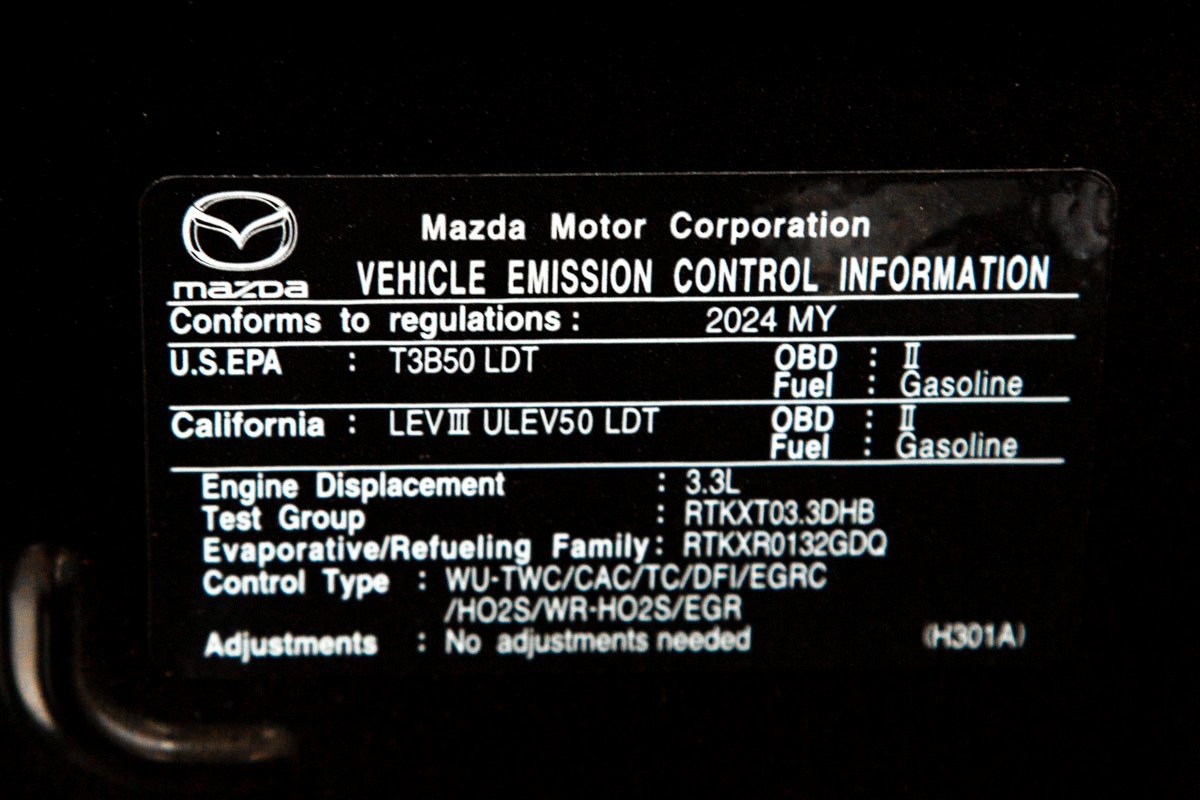 mazda
Mazda Motor Corporation
VEHICLE EMISSION CONTROL INFORMATION
Conforms to regulations : 2024 MY
U.S.EPA : T3B50 LDT OBD : II
Fuel : Gasoline
California : LEVIII ULEV50 LDT OBD : II
Fuel : Gasoline
Engine Displacement : 3.3L
Test Group : RTKXT03.3DHB
Evaporative/Refueling Family : RTKXR0132GDQ
Control Type : WU-TWC/CAC/TC/DFI/EGRC
/HO2S/WR-HO2S/EGR
Adjustments : No adjustments needed (H301A)